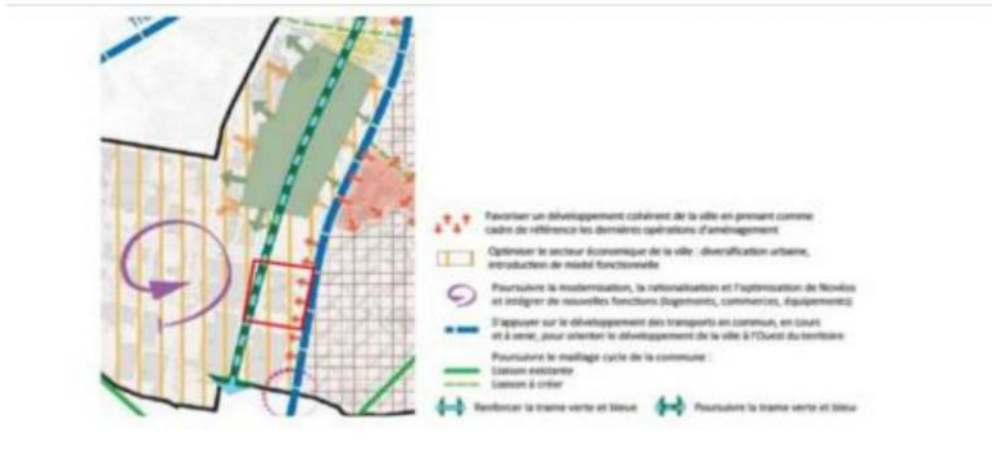 Tr
Favoriser un développement cohérent de la ville en prenant comme
cadre de référence les dernières opérations d'aménagement
Optimiser le secteur économique de la ville : diversification urbaine,
introduction de mixité fonctionnelle
Poursuivre la modernisation, la rationalisation et l'optimisation de Novéos
et intégrer de nouvelles fonctions (logements, commerces, équipements)
S'appuyer sur le développement des transports en commun, en cours
et à venir, pour orienter le développement de la ville à l'Ouest du territoire
Poursuivre le maillage cycle de la commune :
Liaison existante
Liaison à créer
Renforcer la trame verte et bleue
Poursuivre la trame verte et bleu